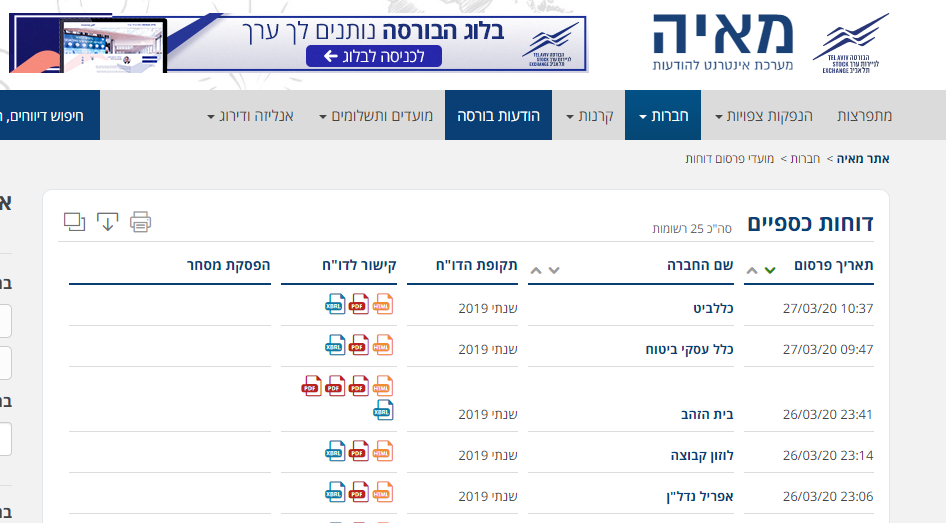 מאיה
מערכת אינטרנט להודעות
הבורסה
לניירות ערך
בתל אביב
TEL AVIV
STOCK
EXCHANGE
בלוג הבורסה נותנים לך ערך
לכניסה לבלוג
מתפרצות
הנפקות צפויות
חברות
קרנות
הודעות בורסה
מועדים ותשלומים
אנליזה ודירוג
חיפוש דיווחים,
אתר מאיה > חברות > מועדי פרסום דוחות
דוחות כספיים סה"כ 25 רשומות
תאריך פרסום שם החברה תקופת הדו"ח קישור לדו"ח הפסקת מסחר
27/03/20 10:37 כללביט שנתי 2019 HTML PDF XBRL
27/03/20 09:47 כלל עסקי ביטוח שנתי 2019 HTML PDF XBRL
HTML PDF PDF PDF
26/03/20 23:41 בית הזהב שנתי 2019 XBRL
26/03/20 23:14 לוזון קבוצה שנתי 2019 HTML PDF XBRL
26/03/20 23:06 אפריל נדל"ן שנתי 2019 HTML PDF XBRL